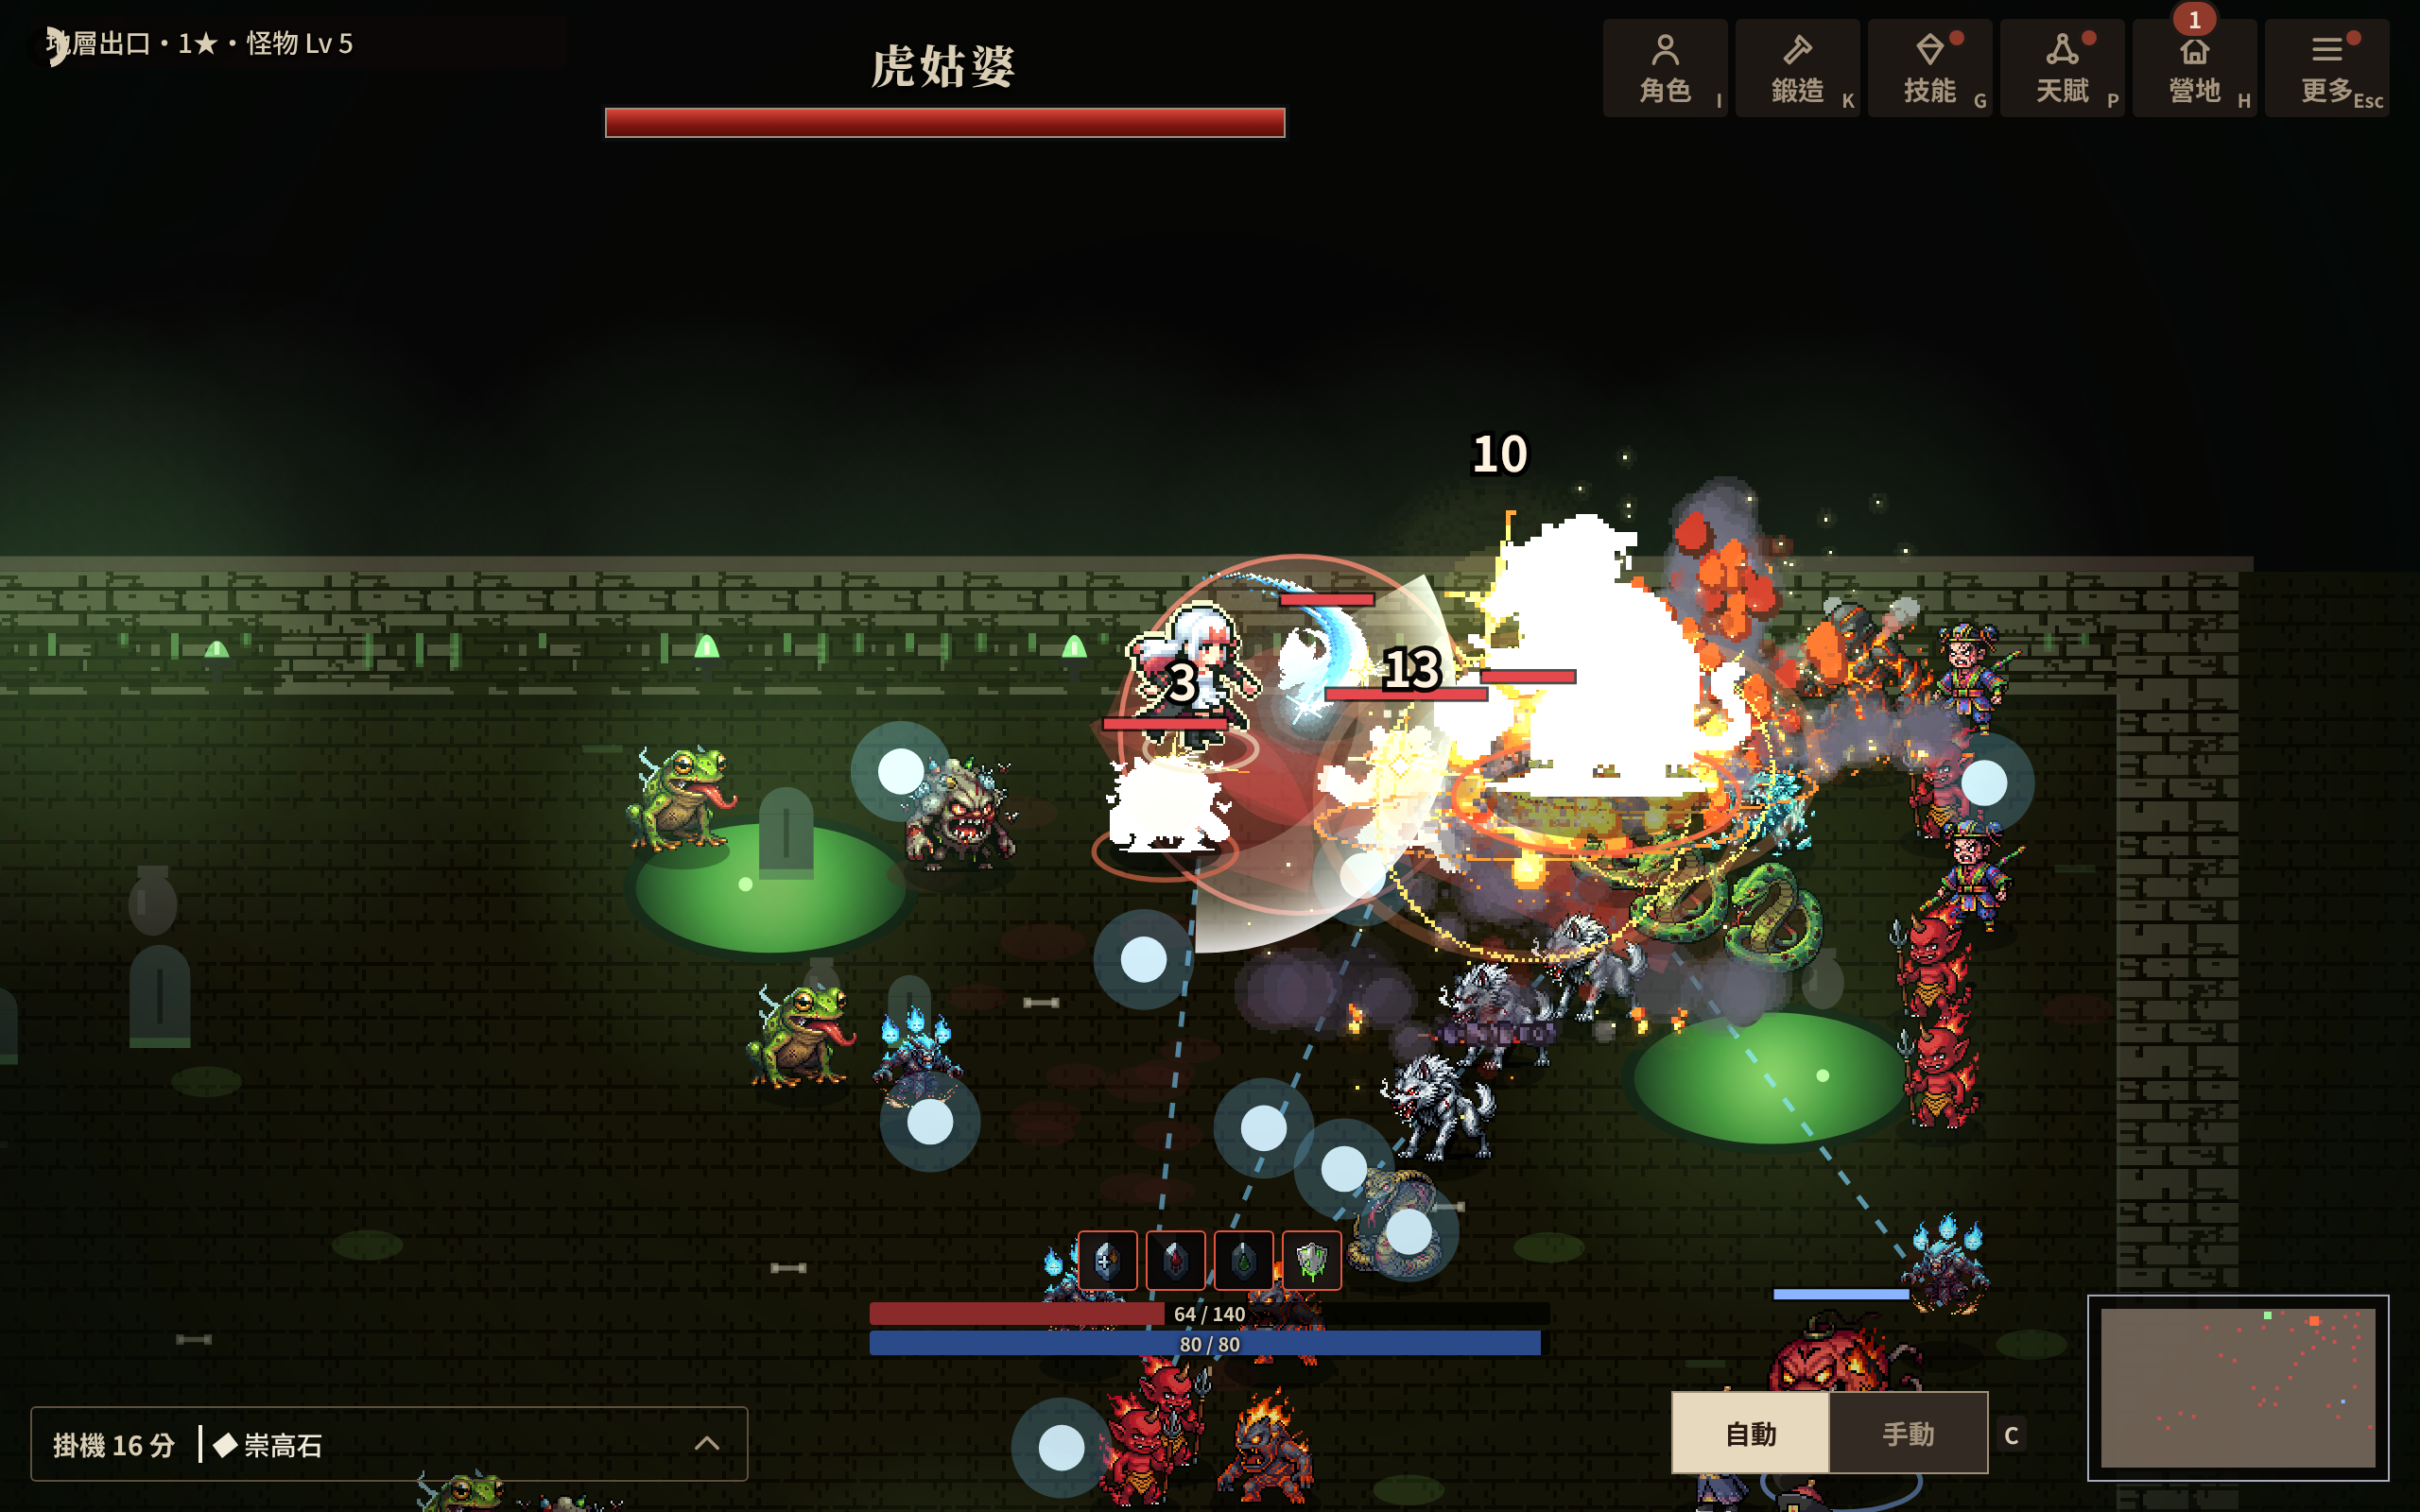 地層出口・1★・怪物 Lv 5
虎姑婆
角色 I
鍛造 K
技能 G
天賦 P
1
營地 H
更多 Esc
10
13
3
64 / 140
80 / 80
掛機 16 分
崇高石
自動
手動
C